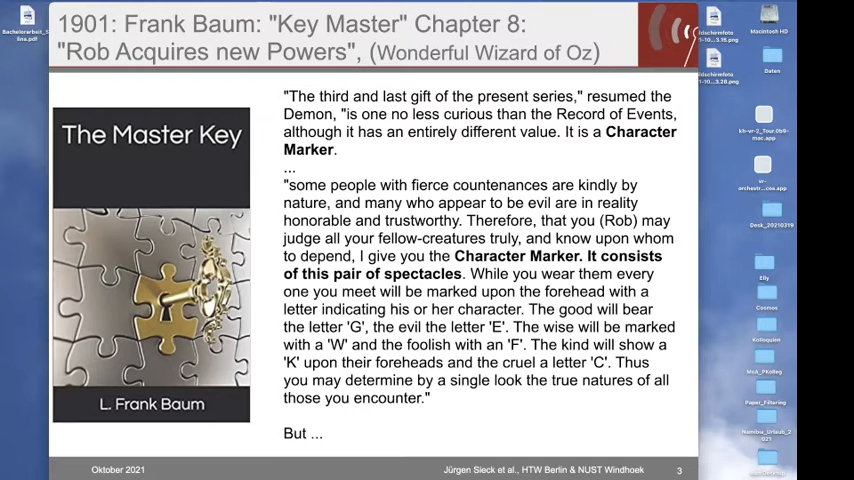 1901: Frank Baum: "Key Master" Chapter 8:
"Rob Acquires new Powers", (Wonderful Wizard of Oz)
The Master Key
L. Frank Baum
"The third and last gift of the present series," resumed the
Demon, "is one no less curious than the Record of Events,
although it has an entirely different value. It is a Character
Marker.
...
"some people with fierce countenances are kindly by
nature, and many who appear to be evil are in reality
honorable and trustworthy. Therefore, that you (Rob) may
judge all your fellow-creatures truly, and know upon whom
to depend, I give you the Character Marker. It consists
of this pair of spectacles. While you wear them every
one you meet will be marked upon the forehead with a
letter indicating his or her character. The good will bear
the letter 'G', the evil the letter 'E'. The wise will be marked
with a 'W' and the foolish with an 'F'. The kind will show a
'K' upon their foreheads and the cruel a letter 'C'. Thus
you may determine by a single look the true natures of all
those you encounter."
But ...
Oktober 2021
Jürgen Sieck et al., HTW Berlin & NUST Windhoek
3
Macintosh HD
Daten
Desk_20210319
Elly
Cosmos
Kolloquien
Paper_Filtering